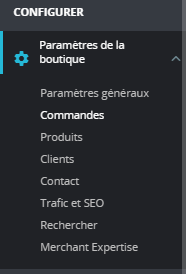 CONFIGURER
Paramètres de la
boutique
Paramètres généraux
Commandes
Produits
Clients
Contact
Trafic et SEO
Rechercher
Merchant Expertise